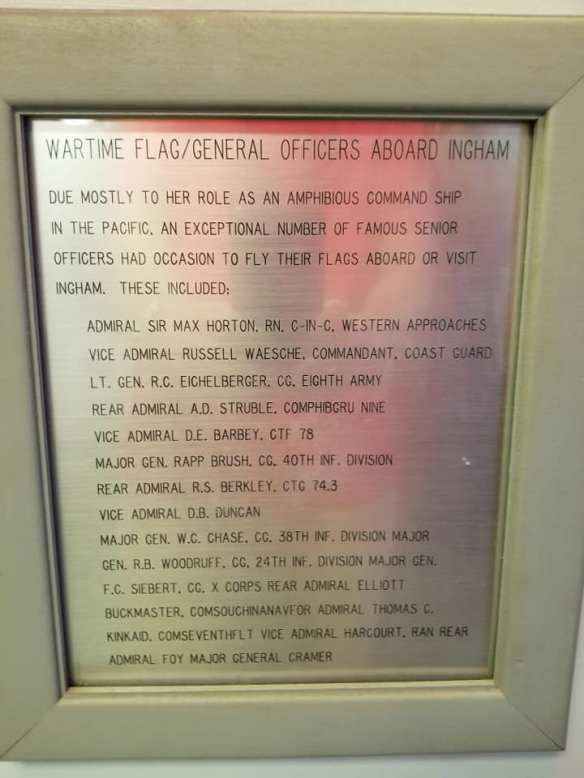 WARTIME FLAG/GENERAL OFFICERS ABOARD INGHAM
DUE MOSTLY TO HER ROLE AS AN AMPHIBIOUS COMMAND SHIP
IN THE PACIFIC, AN EXCEPTIONAL NUMBER OF FAMOUS SENIOR
OFFICERS HAD OCCASION TO FLY THEIR FLAGS ABOARD OR VISIT
INGHAM. THESE INCLUDED:
ADMIRAL SIR MAX HORTON, RN, C-IN-C, WESTERN APPROACHES
VICE ADMIRAL RUSSELL WAESCHE, COMMANDANT, COAST GUARD
LT. GEN. R.C. EICHELBERGER, CG, EIGHTH ARMY
REAR ADMIRAL A.D. STRUBLE, COMPHIBGRU NINE
VICE ADMIRAL D.E. BARBEY, CTF 78
MAJOR GEN. RAPP BRUSH, CG, 40TH INF. DIVISION
REAR ADMIRAL R.S. BERKLEY, CTG 74.3
VICE ADMIRAL D.B. DUNCAN
MAJOR GEN. W.C. CHASE, CG, 38TH INF. DIVISION MAJOR
GEN. R.B. WOODRUFF, CG, 24TH INF. DIVISION MAJOR GEN.
F.C. SIEBERT, CG, X CORPS REAR ADMIRAL ELLIOTT
BUCKMASTER, COMSOUCHINANAVFOR ADMIRAL THOMAS C.
KINKAID, COMSEVENTHFLT VICE ADMIRAL HARCOURT, RAN REAR
ADMIRAL FOY MAJOR GENERAL CRAMER